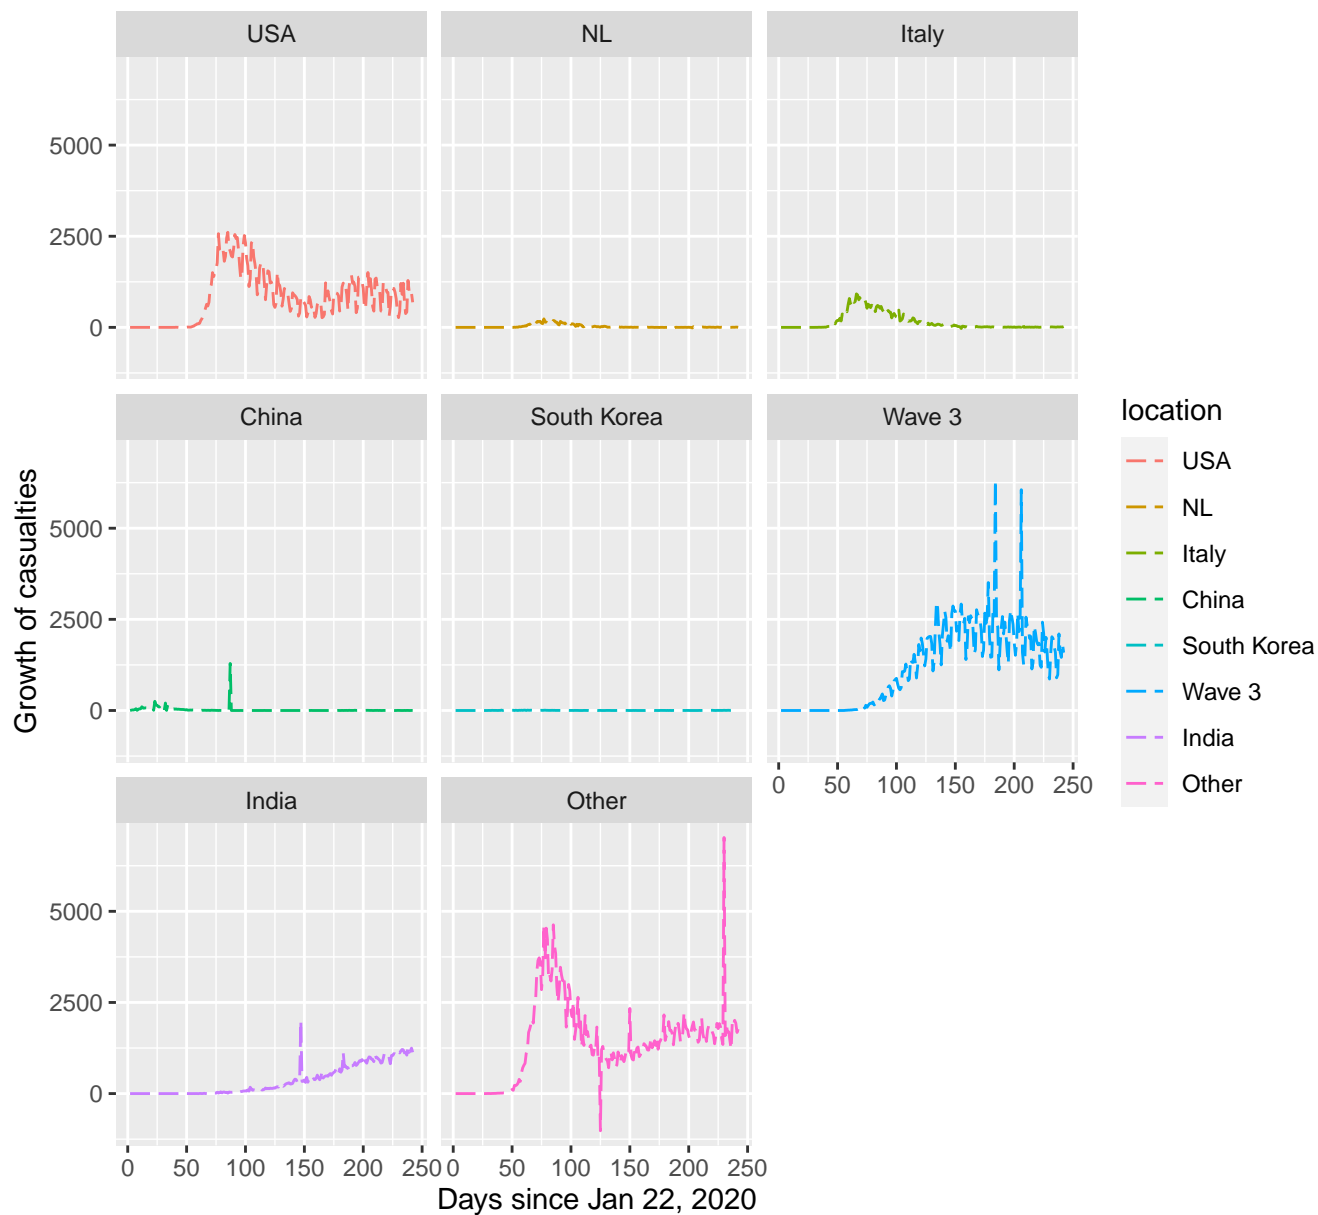 USA
NL
Italy
5000
2500
0
China
South Korea
Wave 3
5000
2500
0
0 50 100 150 200 250
India
Other
5000
2500
0
0 50 100 150 200 250
0 50 100 150 200 250
Growth of casualties
Days since Jan 22, 2020
location
USA
NL
Italy
China
South Korea
Wave 3
India
Other